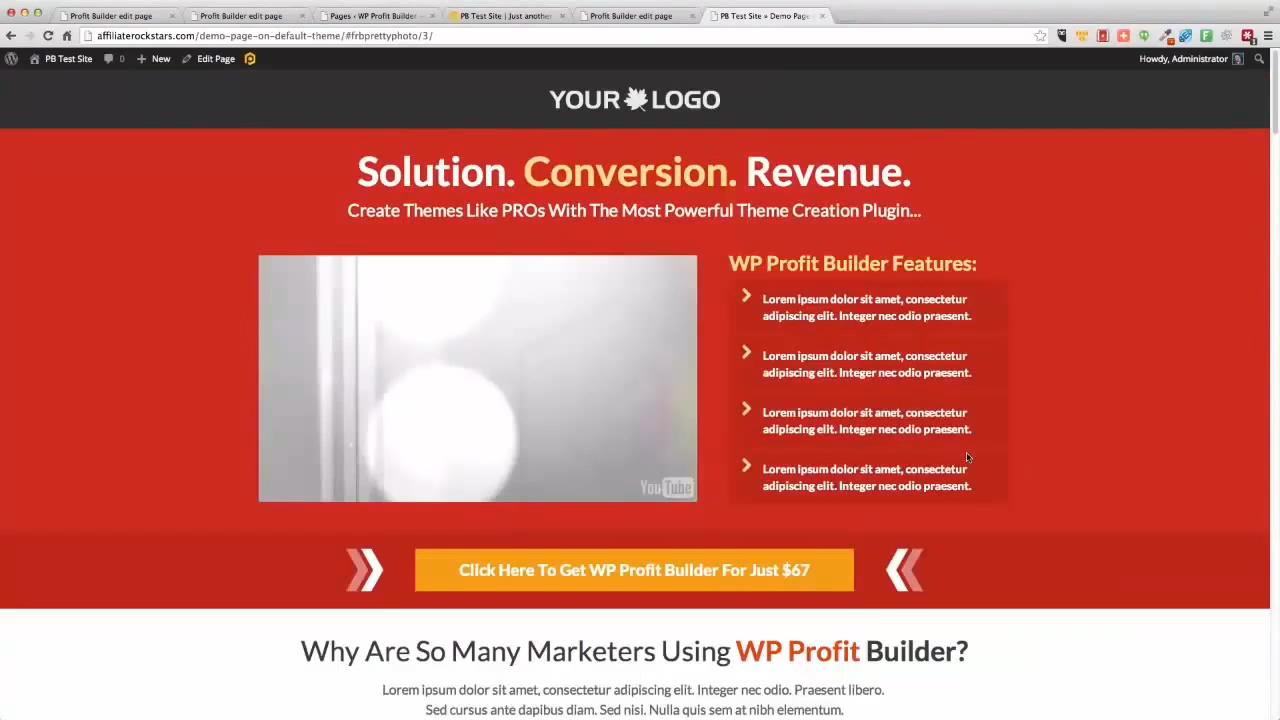 Profit Builder edit page
Profit Builder edit page
Pages ‹ WP Profit Builder —
PB Test Site | Just another
Profit Builder edit page
PB Test Site » Demo Page
affiliaterockstars.com/demo-page-on-default-theme/#frbprettyphoto/3/
PB Test Site
0
New
Edit Page
Howdy, Administrator
YOUR LOGO
Solution. Conversion. Revenue.
Create Themes Like PROs With The Most Powerful Theme Creation Plugin...
WP Profit Builder Features:
Lorem ipsum dolor sit amet, consectetur
adipiscing elit. Integer nec odio praesent.
Lorem ipsum dolor sit amet, consectetur
adipiscing elit. Integer nec odio praesent.
Lorem ipsum dolor sit amet, consectetur
adipiscing elit. Integer nec odio praesent.
Lorem ipsum dolor sit amet, consectetur
adipiscing elit. Integer nec odio praesent.
YouTube
Click Here To Get WP Profit Builder For Just $67
Why Are So Many Marketers Using WP Profit Builder?
Lorem ipsum dolor sit amet, consectetur adipiscing elit. Integer nec odio. Praesent libero.
Sed cursus ante dapibus diam. Sed nisi. Nulla quis sem at nibh elementum.